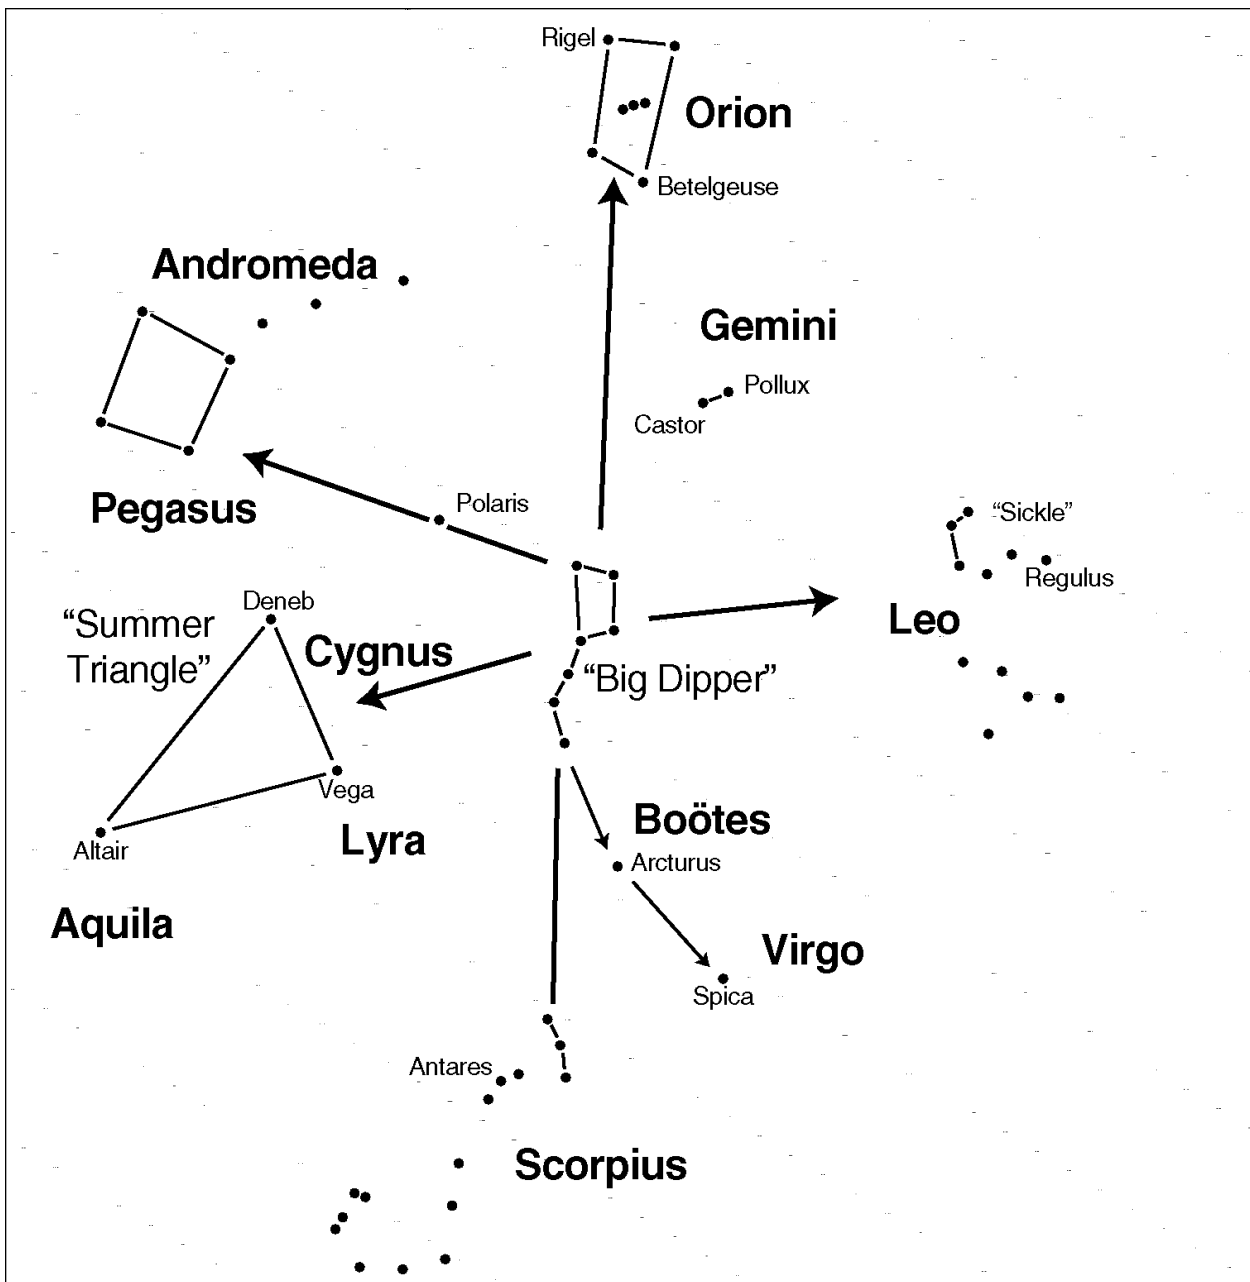 Rigel
Orion
Betelgeuse
Andromeda
Gemini
Pollux
Castor
Pegasus
Polaris
“Sickle”
Regulus
Leo
Deneb
“Summer
Triangle”
Cygnus
“Big Dipper”
Vega
Lyra
Altair
Aquila
Boötes
Arcturus
Virgo
Spica
Antares
Scorpius